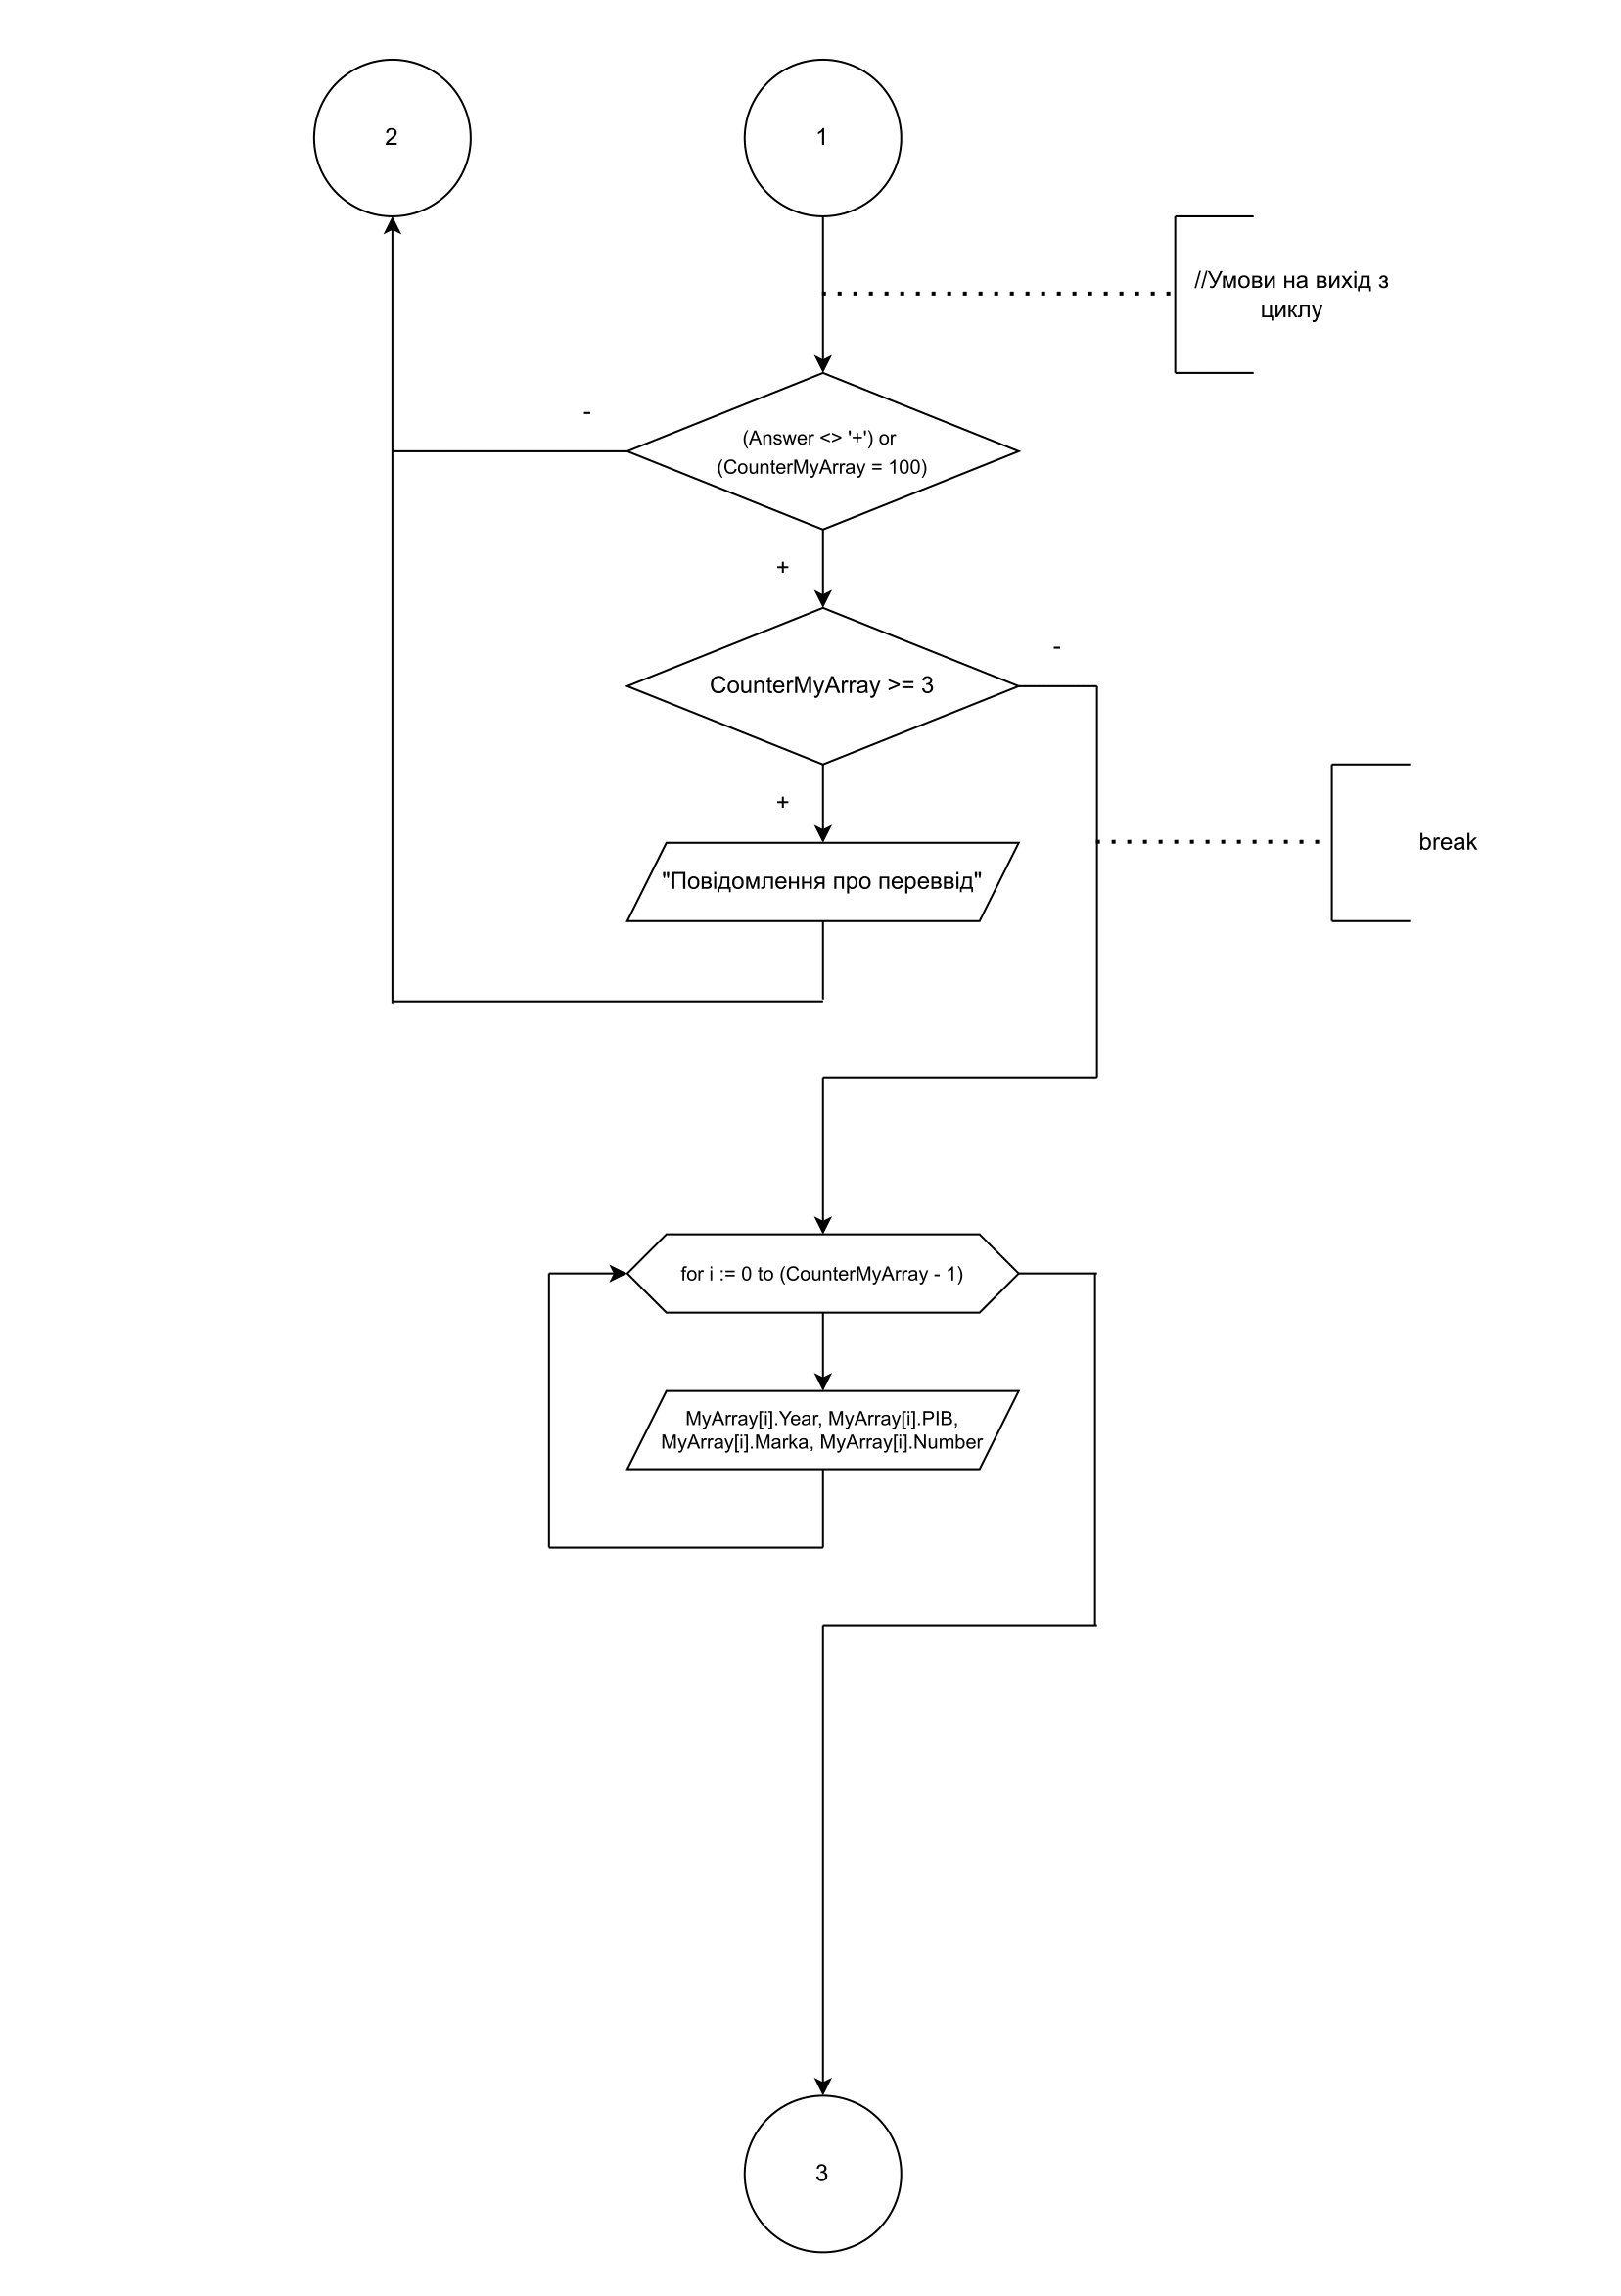 2
1
//Умови на вихід з
циклу
-
(Answer <> '+') or
(CounterMyArray = 100)
+
-
CounterMyArray >= 3
+
break
"Повідомлення про переввід"
for i := 0 to (CounterMyArray - 1)
MyArray[i].Year, MyArray[i].PIB,
MyArray[i].Marka, MyArray[i].Number
3